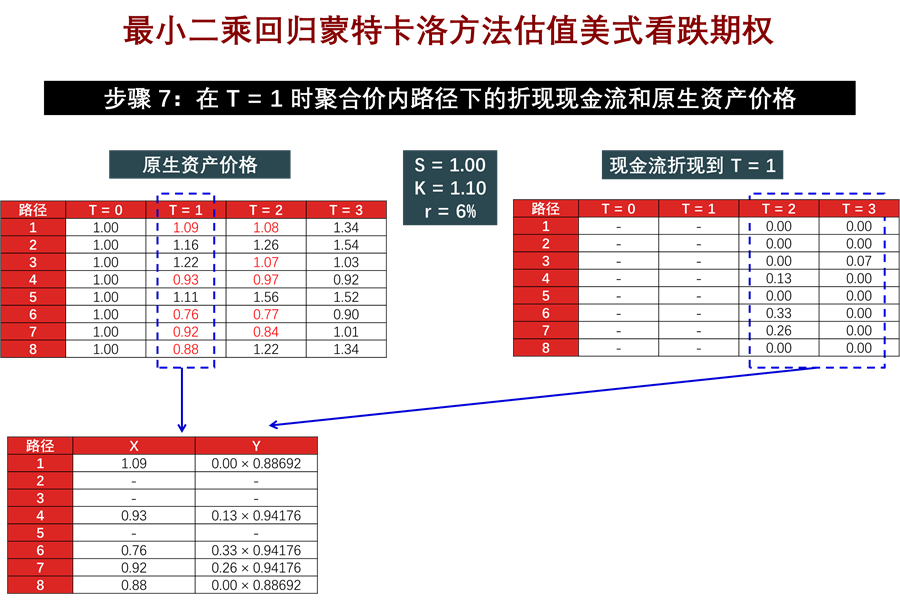 最小二乘回归蒙特卡洛方法估值美式看跌期权
步骤 7：在 T = 1 时聚合价内路径下的折现现金流和原生资产价格
原生资产价格
S = 1.00
K = 1.10
r = 6%
现金流折现到 T = 1
路径 T = 0 T = 1 T = 2 T = 3
1 1.00 1.09 1.08 1.34
2 1.00 1.16 1.26 1.54
3 1.00 1.22 1.07 1.03
4 1.00 0.93 0.97 0.92
5 1.00 1.11 1.56 1.52
6 1.00 0.76 0.77 0.90
7 1.00 0.92 0.84 1.01
8 1.00 0.88 1.22 1.34
路径 T = 0 T = 1 T = 2 T = 3
1 - - 0.00 0.00
2 - - 0.00 0.00
3 - - 0.00 0.07
4 - - 0.13 0.00
5 - - 0.00 0.00
6 - - 0.33 0.00
7 - - 0.26 0.00
8 - - 0.00 0.00
路径 X Y
1 1.09 0.00 × 0.88692
2 - -
3 - -
4 0.93 0.13 × 0.94176
5 - -
6 0.76 0.33 × 0.94176
7 0.92 0.26 × 0.94176
8 0.88 0.00 × 0.88692